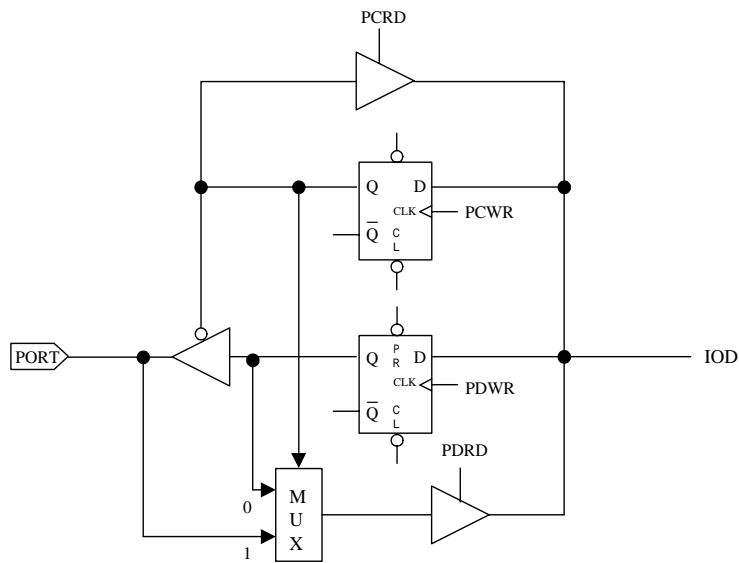 PCRD
Q D
CLK PCWR
Q C
L
PORT
P
Q R D
IOD
CLK PDWR
Q C
L
PDRD
M
0 U
1 X